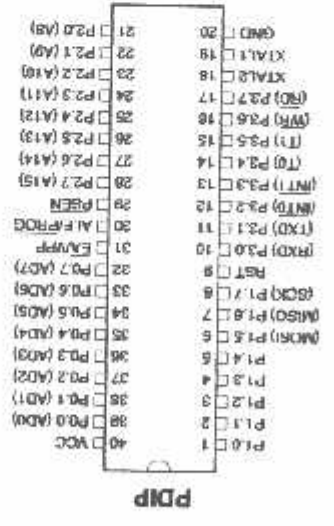 PDIP
P1.0 1 40 VCC
P1.1 2 39 P0.0 (AD0)
P1.2 3 38 P0.1 (AD1)
P1.3 4 37 P0.2 (AD2)
P1.4 5 36 P0.3 (AD3)
(MOSI) P1.5 6 35 P0.4 (AD4)
(MISO) P1.6 7 34 P0.5 (AD5)
(SCK) P1.7 8 33 P0.6 (AD6)
RST 9 32 P0.7 (AD7)
(RXD) P3.0 10 31 EA/VPP
(TXD) P3.1 11 30 ALE/PROG
(INT0) P3.2 12 29 PSEN
(INT1) P3.3 13 28 P2.7 (A15)
(T0) P3.4 14 27 P2.6 (A14)
(T1) P3.5 15 26 P2.5 (A13)
(WR) P3.6 16 25 P2.4 (A12)
(RD) P3.7 17 24 P2.3 (A11)
XTAL2 18 23 P2.2 (A10)
XTAL1 19 22 P2.1 (A9)
GND 20 21 P2.0 (A8)